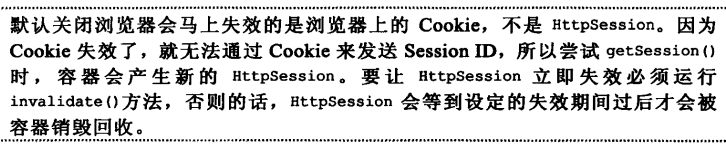 默认关闭浏览器会马上失效的是浏览器上的 Cookie，不是 HttpSession。因为
Cookie 失效了，就无法通过 Cookie 来发送 Session ID，所以尝试 getSession()
时，容器会产生新的 HttpSession。要让 HttpSession 立即失效必须运行
invalidate()方法，否则的话，HttpSession 会等到设定的失效期间过后才会被
容器销毁回收。